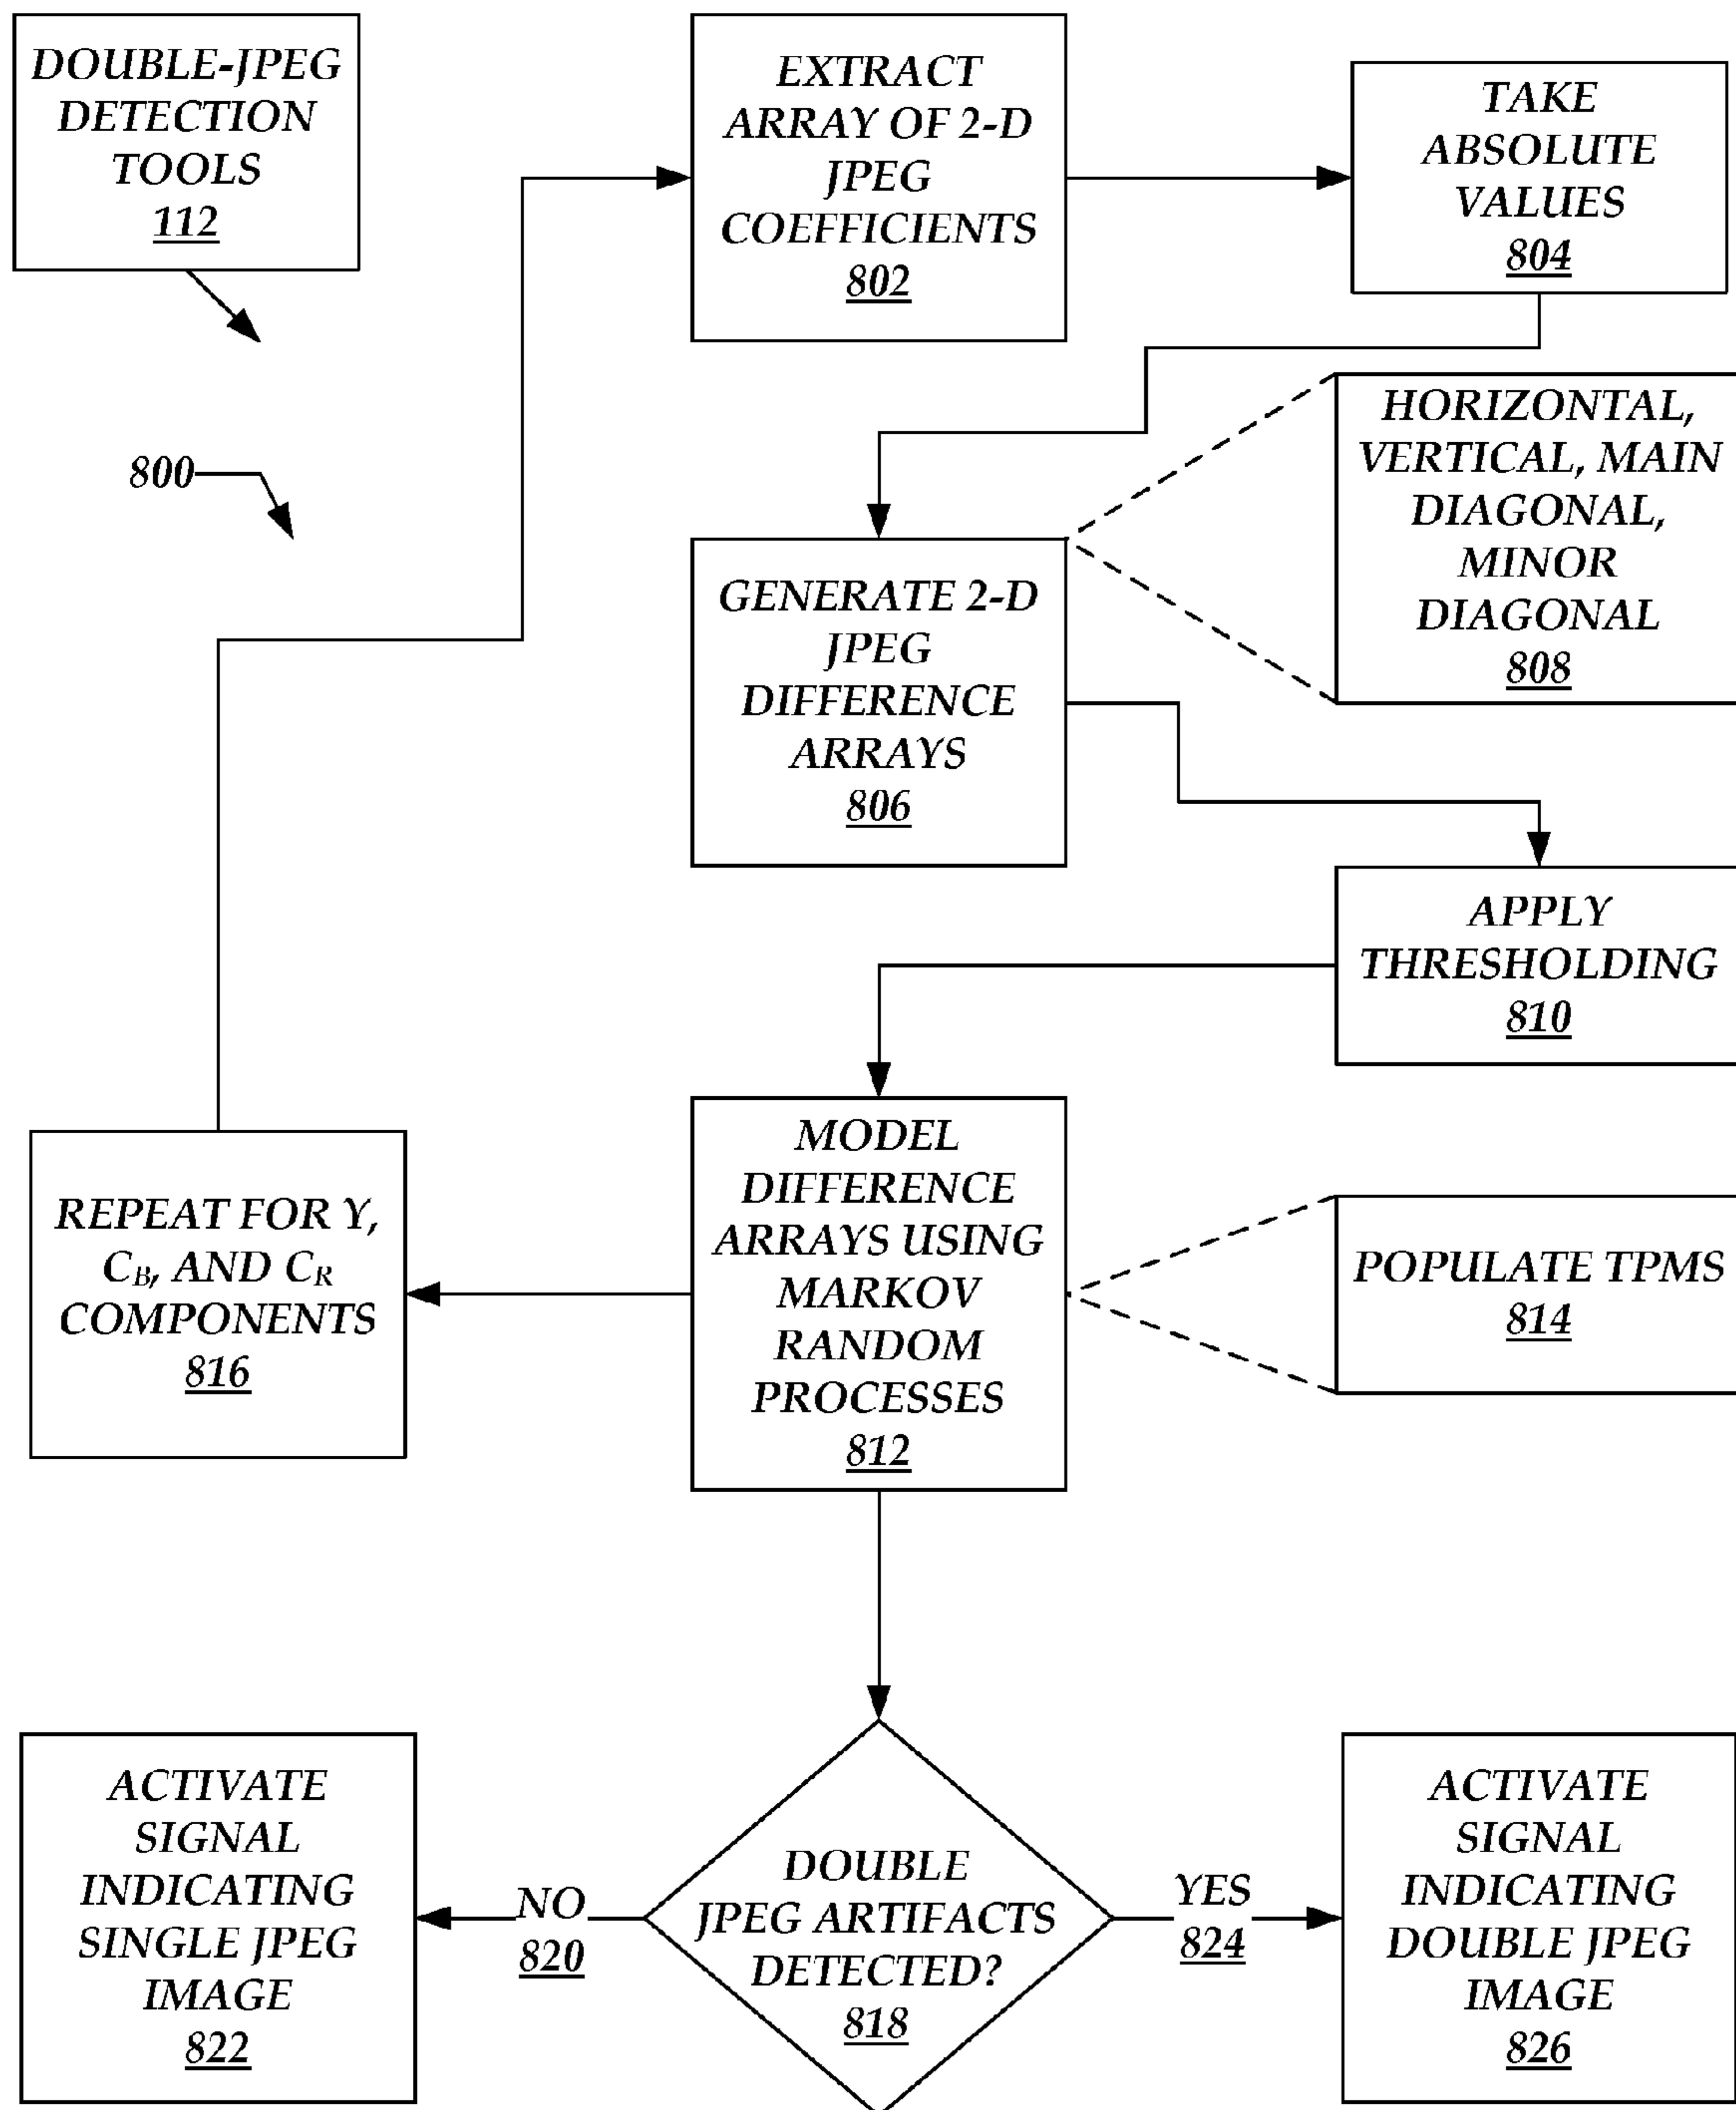 DOUBLE-JPEG
DETECTION
TOOLS
112
EXTRACT
ARRAY OF 2-D
JPEG
COEFFICIENTS
802
TAKE
ABSOLUTE
VALUES
804
800
HORIZONTAL,
VERTICAL, MAIN
DIAGONAL,
MINOR
DIAGONAL
808
GENERATE 2-D
JPEG
DIFFERENCE
ARRAYS
806
APPLY
THRESHOLDING
810
MODEL
DIFFERENCE
ARRAYS USING
MARKOV
RANDOM
PROCESSES
812
POPULATE TPMS
814
REPEAT FOR Y,
CB, AND CR
COMPONENTS
816
DOUBLE
JPEG ARTIFACTS
DETECTED?
818
NO
820
ACTIVATE
SIGNAL
INDICATING
SINGLE JPEG
IMAGE
822
YES
824
ACTIVATE
SIGNAL
INDICATING
DOUBLE JPEG
IMAGE
826